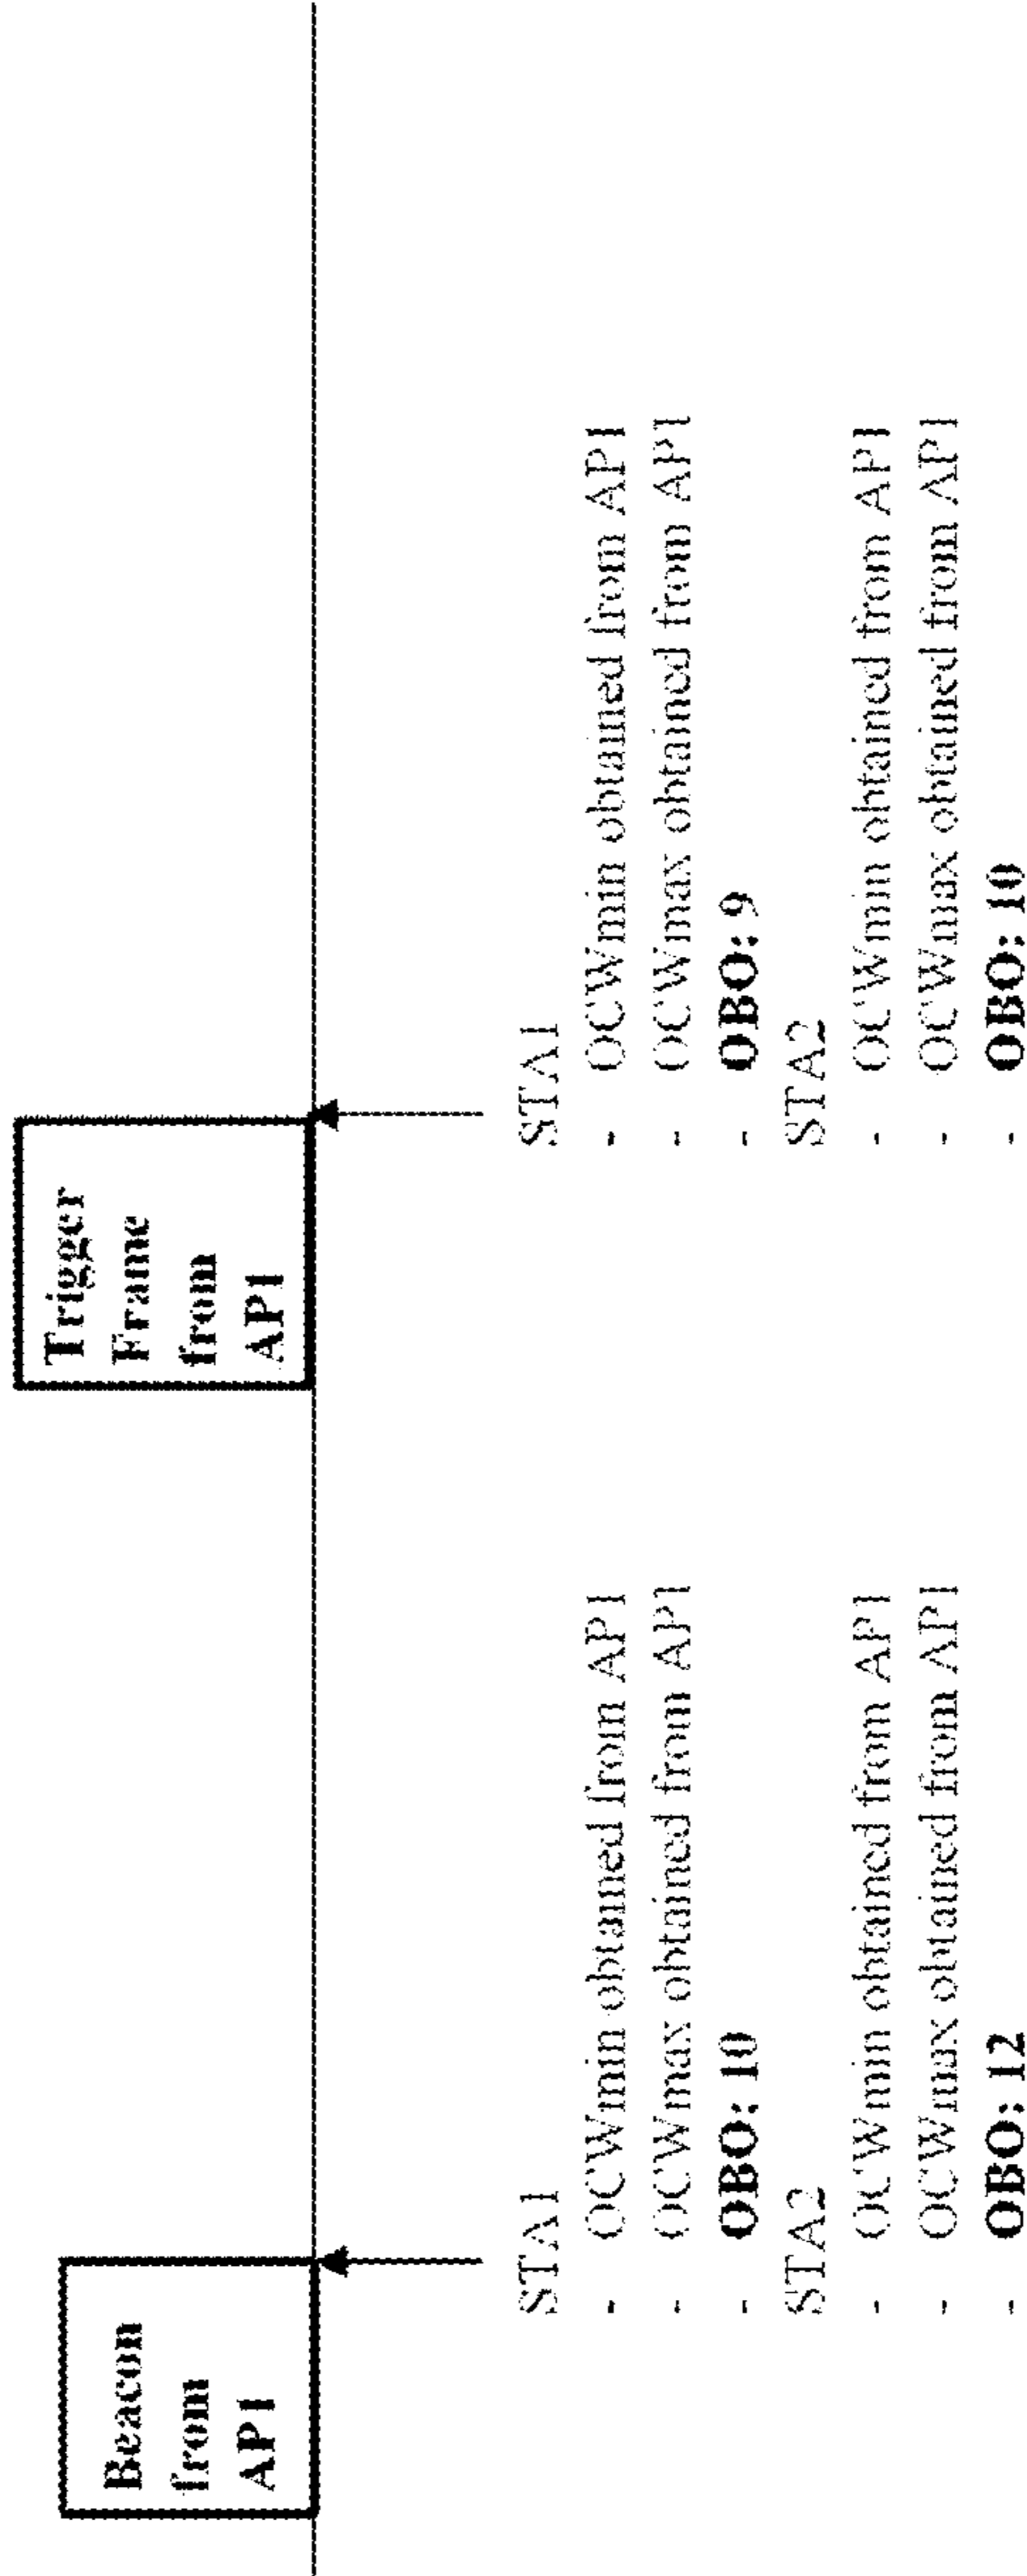 Beacon
from
AP1
Trigger
Frame
from
AP1
STA1
- OCWmin obtained from AP1
- OCWmax obtained from AP1
- OBO: 10
STA2
- OCWmin obtained from AP1
- OCWmax obtained from AP1
- OBO: 12
STA1
- OCWmin obtained from AP1
- OCWmax obtained from AP1
- OBO: 9
STA2
- OCWmin obtained from AP1
- OCWmax obtained from AP1
- OBO: 10